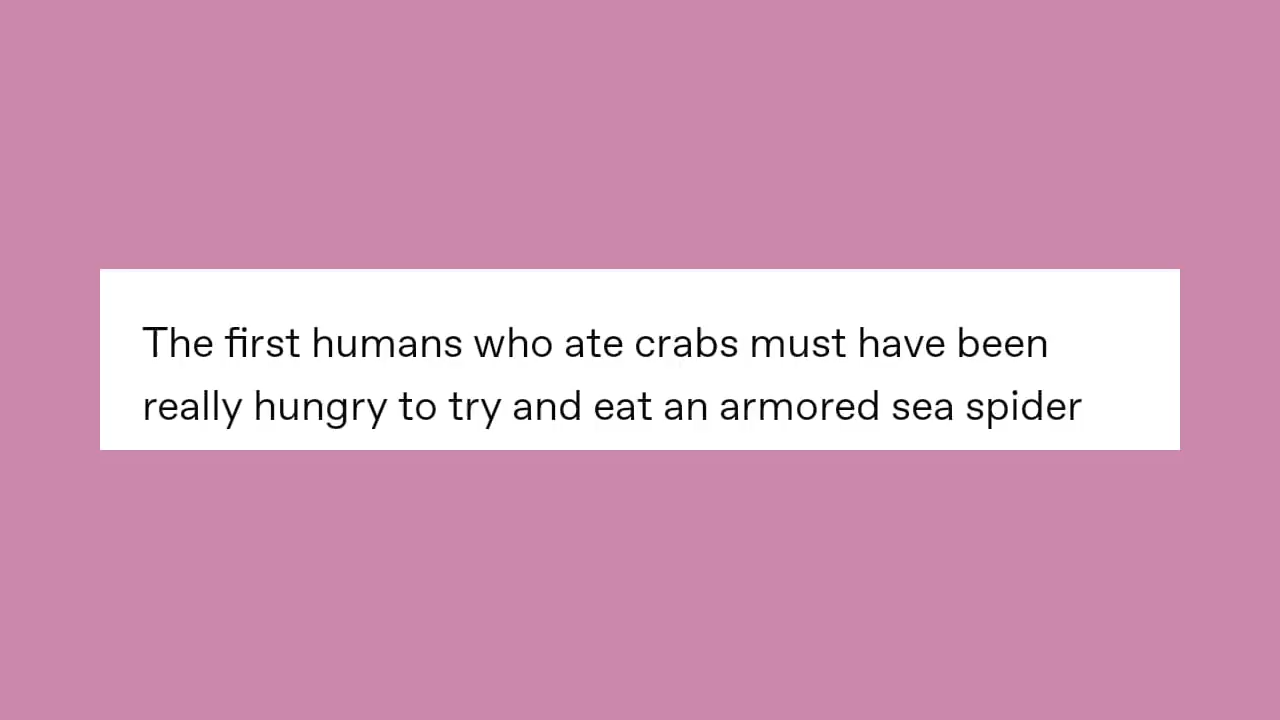 The first humans who ate crabs must have been
really hungry to try and eat an armored sea spider